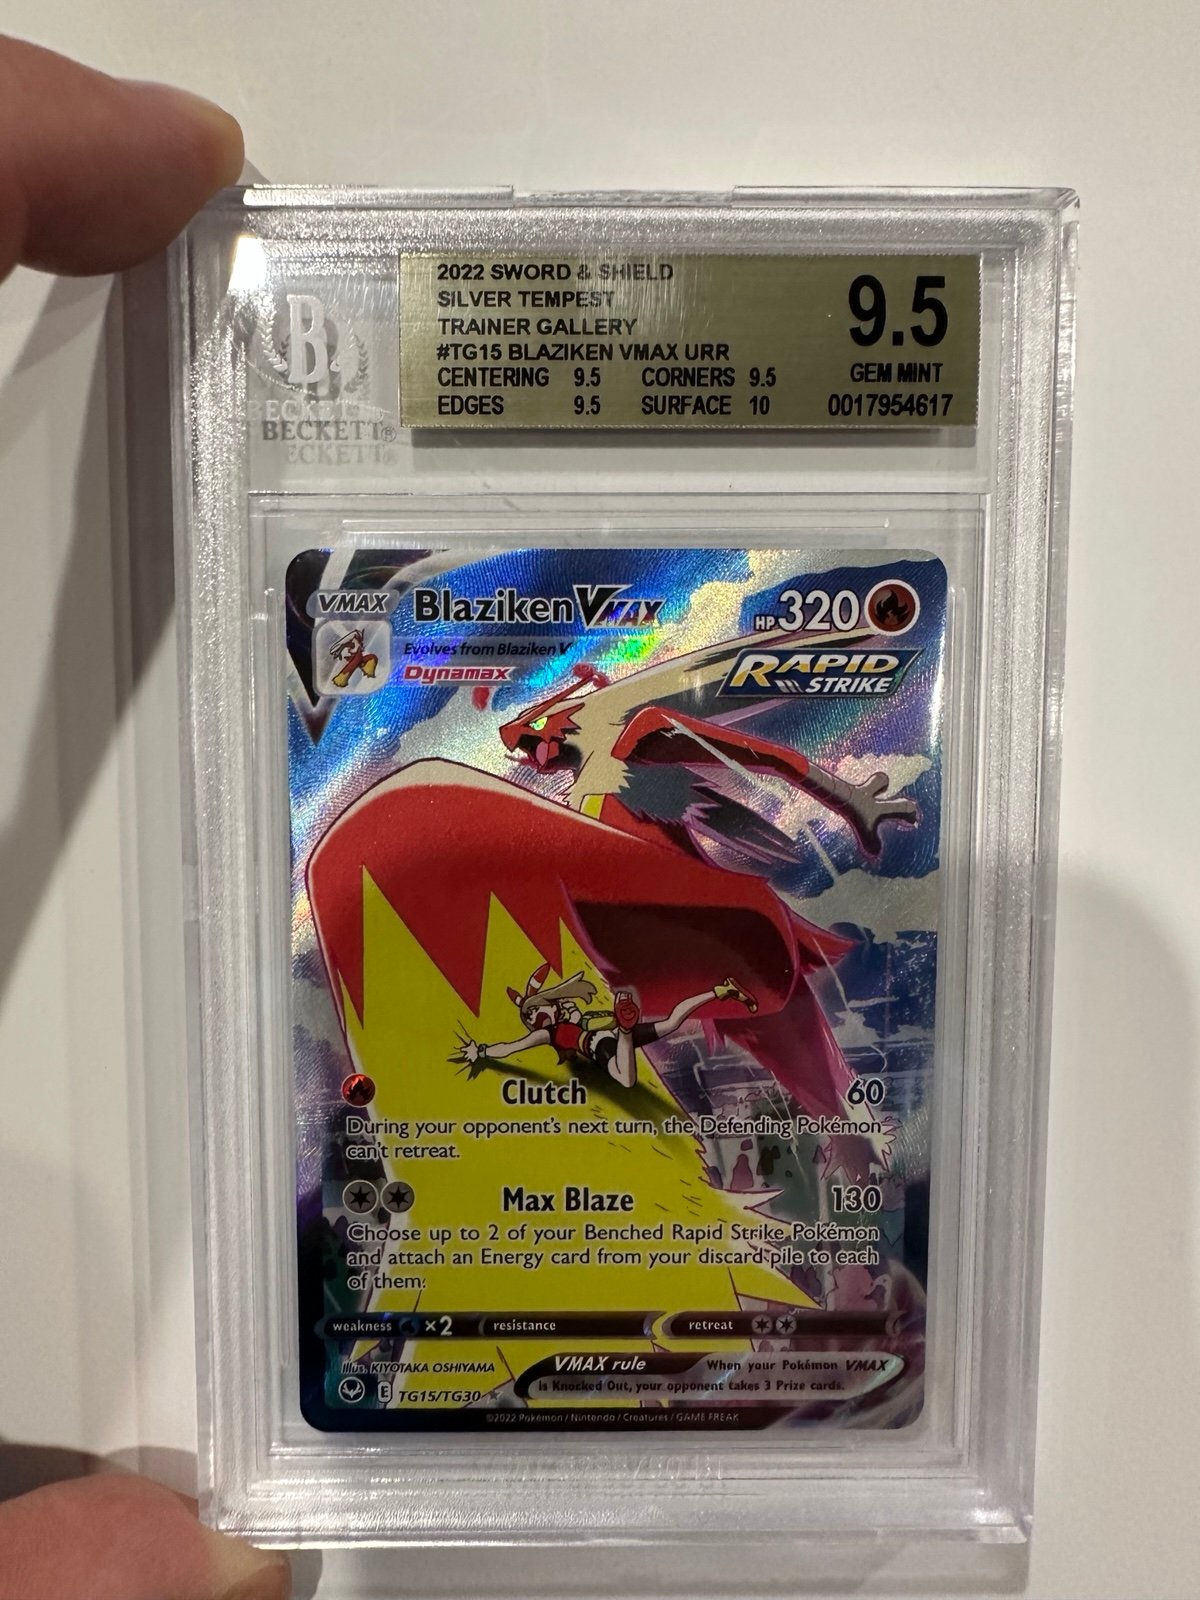 2022 SWORD & SHIELD
SILVER TEMPEST
TRAINER GALLERY
#TG15 BLAZIKEN VMAX URR
CENTERING 9.5 CORNERS 9.5
EDGES 9.5 SURFACE 10
9.5
GEM MINT
0017954617
B
BECKETT
BECKETT®
BECKETT
VMAX
Blaziken VMAX
HP 320
Evolves from Blaziken V
Dynamax
RAPID
STRIKE
Clutch 60
During your opponent's next turn, the Defending Pokémon
can't retreat.
Max Blaze 130
Choose up to 2 of your Benched Rapid Strike Pokémon
and attach an Energy card from your discard pile to each
of them.
weakness ×2 resistance retreat
Illus. KIYOTAKA OSHIYAMA
E TG15/TG30
VMAX rule When your Pokémon VMAX
is Knocked Out, your opponent takes 3 Prize cards.
©2022 Pokémon / Nintendo / Creatures / GAME FREAK